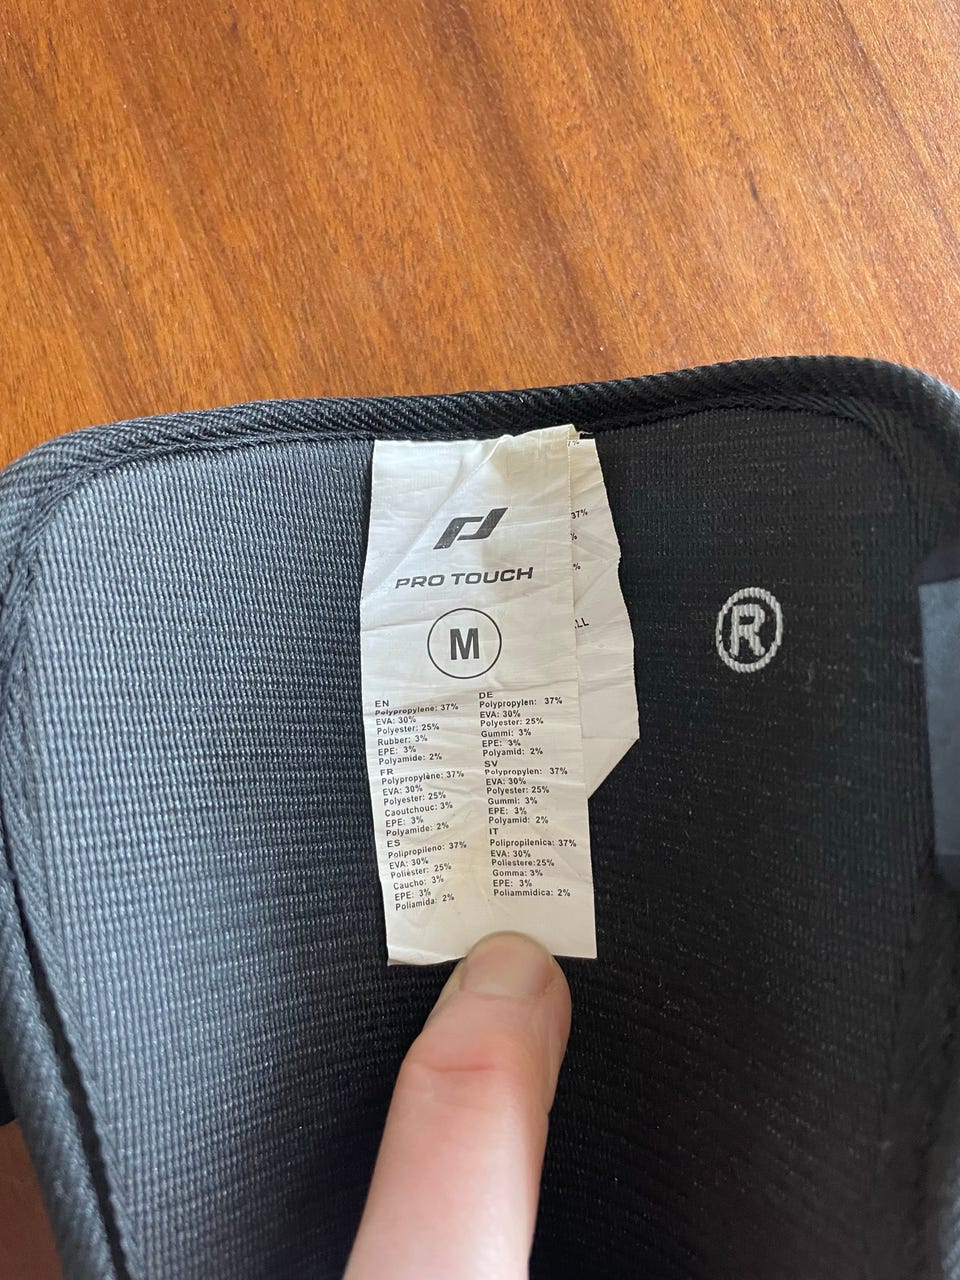 PRO TOUCH
M
EN
Polypropylene: 37%
EVA: 30%
Polyester: 25%
Rubber: 3%
EPE: 3%
Polyamide: 2%
FR
Polypropylène: 37%
EVA: 30%
Polyester: 25%
Caoutchouc: 3%
EPE: 3%
Polyamide: 2%
ES
Polipropileno: 37%
EVA: 30%
Poliéster: 25%
Caucho: 3%
EPE: 3%
Poliamida: 2%
DE
Polypropylen: 37%
EVA: 30%
Polyester: 25%
Gummi: 3%
EPE: 3%
Polyamid: 2%
SV
Polypropylen: 37%
EVA: 30%
Polyester: 25%
Gummi: 3%
EPE: 3%
Polyamid: 2%
IT
Polipropilenica: 37%
EVA: 30%
Poliestere:25%
Gomma: 3%
EPE: 3%
Poliammidica: 2%
37%
%
%
LL
®